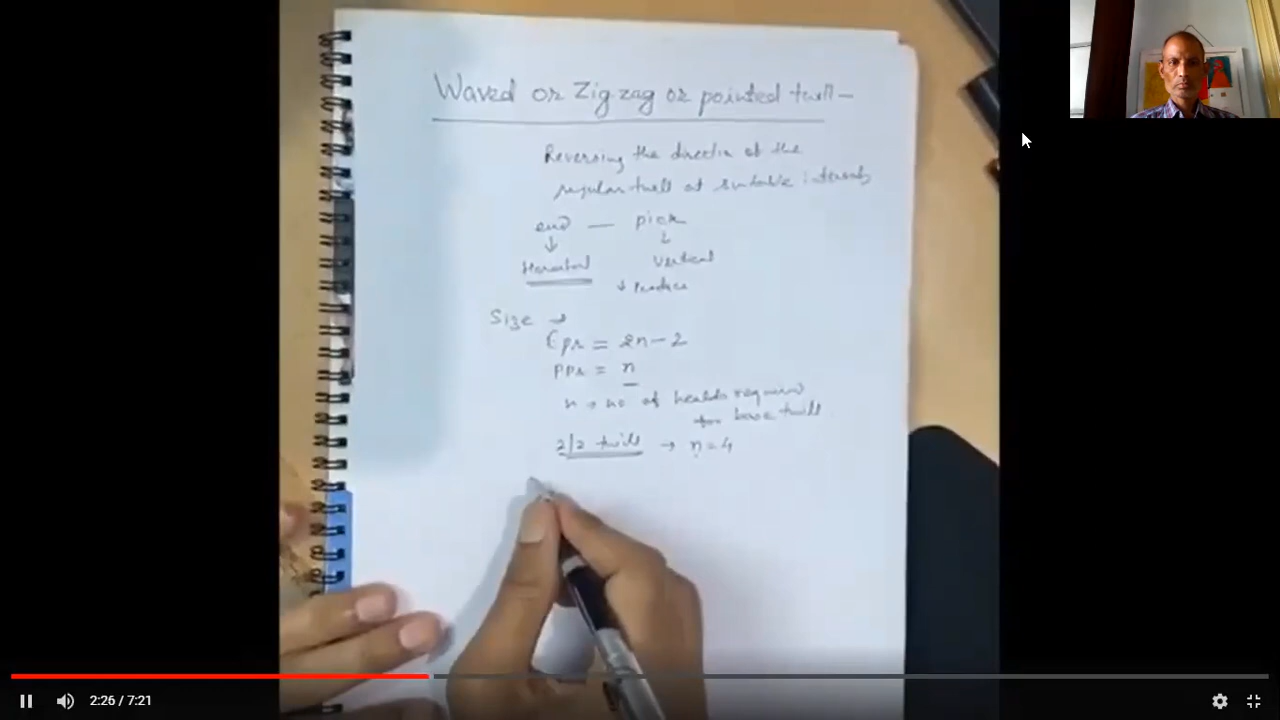 Waved or Zig zag or pointed twill —
Reversing the direction of the
regular twill at suitable intervals
end — pick
↓ ↓
Horizontal Vertical
↓ Produce
Size →
Epr = 2n - 2
ppr = n
n → no of healds required
for base twill
2/2 twill → n = 4
2:26 / 7:21